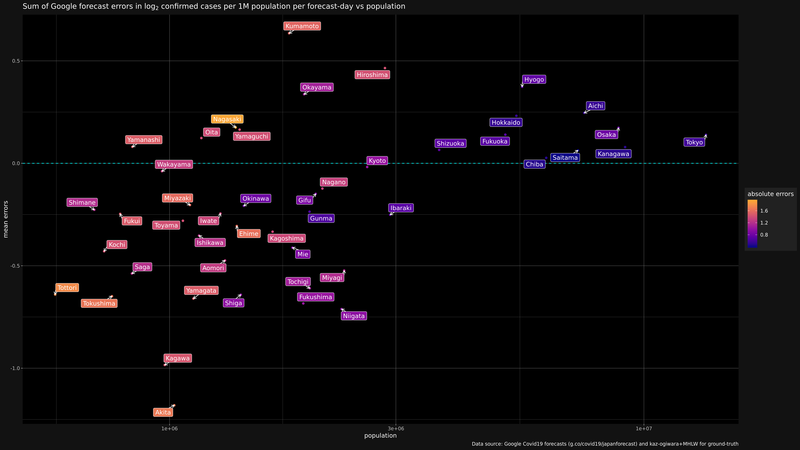 Sum of Google forecast errors in log2 confirmed cases per 1M population per forecast-day vs population
Kumamoto
0.5
Hiroshima
Hyogo
Okayama
Aichi
Nagasaki
Hokkaido
Oita
Yamaguchi
Osaka
Yamanashi
Shizuoka
Fukuoka
Tokyo
0.0
Wakayama
Kyoto
Chiba
Saitama
Kanagawa
Nagano
absolute errors
Shimane
Miyazaki
Okinawa
Gifu
Ibaraki
1.6
1.2
0.8
mean errors
Fukui
Toyama
Iwate
Gunma
Ehime
Kochi
Ishikawa
Kagoshima
Mie
-0.5
Saga
Aomori
Tochigi
Miyagi
Tottori
Tokushima
Yamagata
Shiga
Fukushima
Niigata
Kagawa
-1.0
Akita
1e+06
3e+06
1e+07
population
Data source: Google Covid19 forecasts (g.co/covid19/japanforecast) and kaz-ogiwara+MHLW for ground-truth